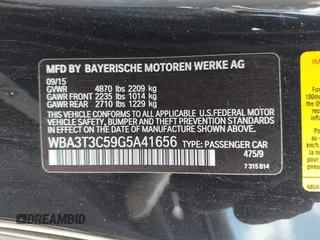 MFD BY BAYERISCHE MOTOREN WERKE AG
09/15
GVWR 4870 lbs 2209 kg
GAWR FRONT 2235 lbs 1014 kg
GAWR REAR 2710 lbs 1229 kg
THIS VEHICLE CONFORMS TO ALL APPLICABLE
U.S. FEDERAL MOTOR VEHICLE SAFETY, BUMPER,
AND THEFT PREVENTION STANDARDS IN EFFECT
ON THE DATE OF MANUFACTURE SHOWN ABOVE.
WBA3T3C59G5A41656 TYPE: PASSENGER CAR
475/9
7 315 814
DREAMBID